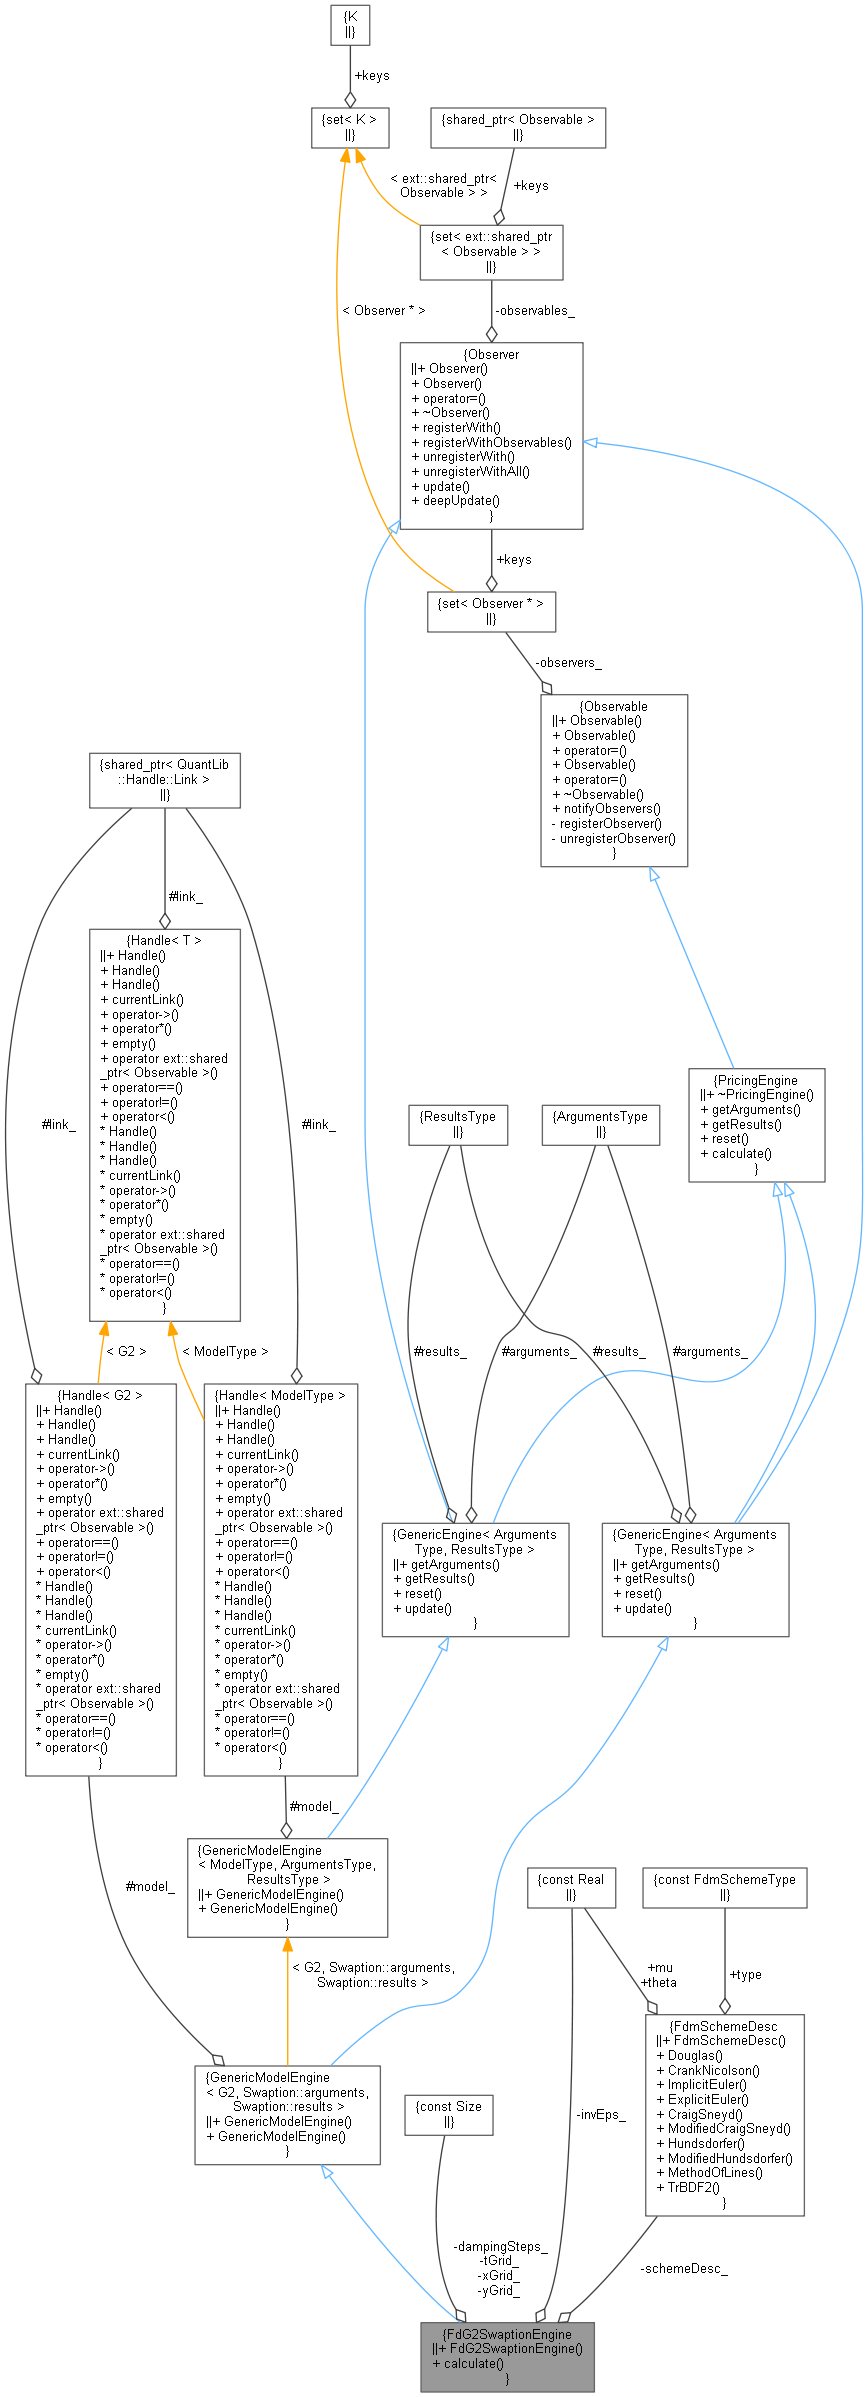 {K
||}
+keys
{set< K >
||}
{shared_ptr< Observable >
||}
< ext::shared_ptr<
Observable > >
+keys
{set< ext::shared_ptr
< Observable > >
||}
< Observer * >
-observables_
{Observer
||+ Observer()
+ Observer()
+ operator=()
+ ~Observer()
+ registerWith()
+ registerWithObservables()
+ unregisterWith()
+ unregisterWithAll()
+ update()
+ deepUpdate()
}
+keys
{set< Observer * >
||}
-observers_
{Observable
||+ Observable()
+ Observable()
+ operator=()
+ Observable()
+ operator=()
+ ~Observable()
+ notifyObservers()
- registerObserver()
- unregisterObserver()
}
{shared_ptr< QuantLib
::Handle::Link >
||}
#link_
{Handle< T >
||+ Handle()
+ Handle()
+ Handle()
+ currentLink()
+ operator->()
+ operator*()
+ empty()
+ operator ext::shared
_ptr< Observable >()
+ operator==()
+ operator!=()
+ operator<()
* Handle()
* Handle()
* Handle()
* currentLink()
* operator->()
* operator*()
* empty()
* operator ext::shared
_ptr< Observable >()
* operator==()
* operator!=()
* operator<()
}
#link_
#link_
{PricingEngine
||+ ~PricingEngine()
+ getArguments()
+ getResults()
+ reset()
+ calculate()
}
{ResultsType
||}
{ArgumentsType
||}
< G2 >
< ModelType >
#results_
#arguments_
#results_
#arguments_
{Handle< G2 >
||+ Handle()
+ Handle()
+ Handle()
+ currentLink()
+ operator->()
+ operator*()
+ empty()
+ operator ext::shared
_ptr< Observable >()
+ operator==()
+ operator!=()
+ operator<()
* Handle()
* Handle()
* Handle()
* currentLink()
* operator->()
* operator*()
* empty()
* operator ext::shared
_ptr< Observable >()
* operator==()
* operator!=()
* operator<()
}
{Handle< ModelType >
||+ Handle()
+ Handle()
+ Handle()
+ currentLink()
+ operator->()
+ operator*()
+ empty()
+ operator ext::shared
_ptr< Observable >()
+ operator==()
+ operator!=()
+ operator<()
* Handle()
* Handle()
* Handle()
* currentLink()
* operator->()
* operator*()
* empty()
* operator ext::shared
_ptr< Observable >()
* operator==()
* operator!=()
* operator<()
}
{GenericEngine< Arguments
Type, ResultsType >
||+ getArguments()
+ getResults()
+ reset()
+ update()
}
{GenericEngine< Arguments
Type, ResultsType >
||+ getArguments()
+ getResults()
+ reset()
+ update()
}
#model_
#model_
{GenericModelEngine
< ModelType, ArgumentsType,
ResultsType >
||+ GenericModelEngine()
+ GenericModelEngine()
}
{const Real
||}
{const FdmSchemeType
||}
< G2, Swaption::arguments,
Swaption::results >
+mu
+theta
+type
{FdmSchemeDesc
||+ FdmSchemeDesc()
+ Douglas()
+ CrankNicolson()
+ ImplicitEuler()
+ ExplicitEuler()
+ CraigSneyd()
+ ModifiedCraigSneyd()
+ Hundsdorfer()
+ ModifiedHundsdorfer()
+ MethodOfLines()
+ TrBDF2()
}
{GenericModelEngine
< G2, Swaption::arguments,
Swaption::results >
||+ GenericModelEngine()
+ GenericModelEngine()
}
{const Size
||}
-invEps_
-dampingSteps_
-tGrid_
-xGrid_
-yGrid_
-schemeDesc_
{FdG2SwaptionEngine
||+ FdG2SwaptionEngine()
+ calculate()
}